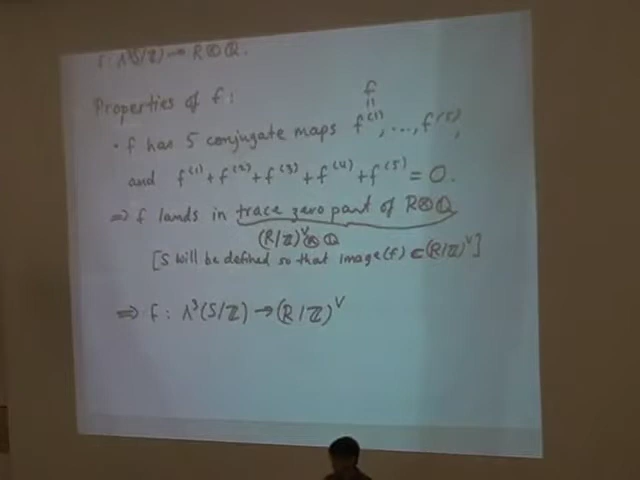 f: Λ³(S/ℤ) → R⊗ℚ.
Properties of f:
f
=
• f has 5 conjugate maps f⁽¹⁾, ..., f⁽⁵⁾,
and f⁽¹⁾+f⁽²⁾+f⁽³⁾+f⁽⁴⁾+f⁽⁵⁾=0.
⇒ f lands in trace zero part of R⊗ℚ
(R/ℤ)^∨⊗ℚ
[S will be defined so that image(f) ⊂ (R/ℤ)^∨]
⇒ f: Λ³(S/ℤ) → (R/ℤ)^∨